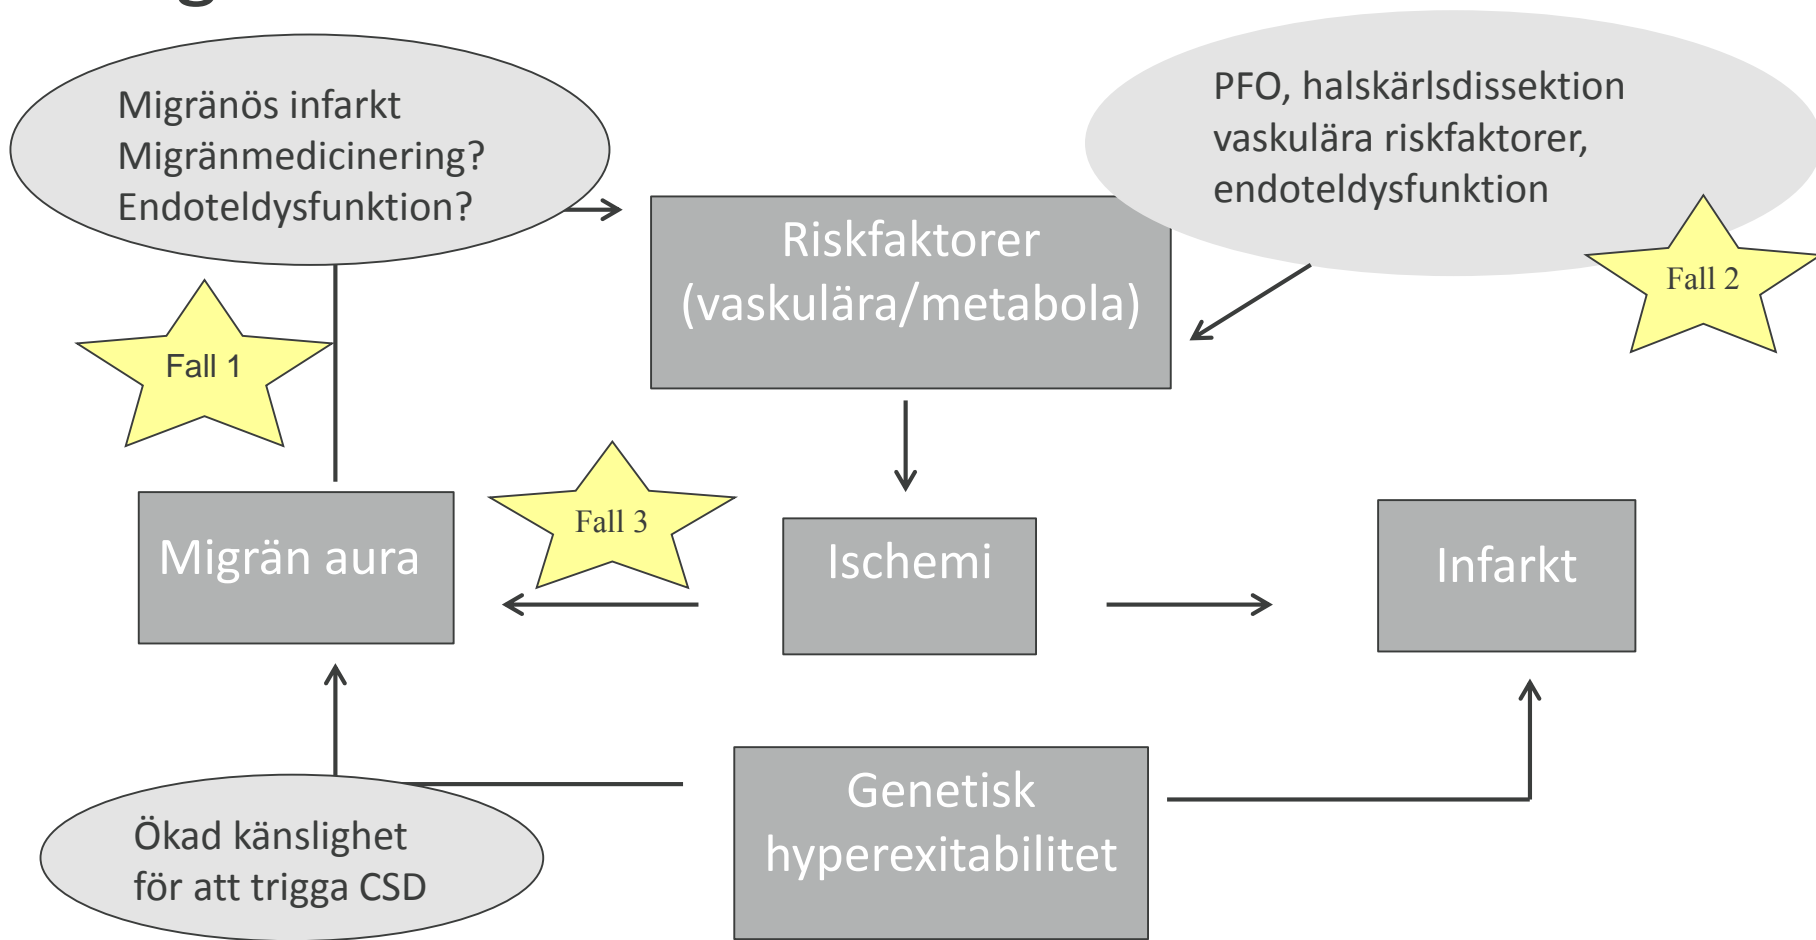 Migränös infarkt
Migränmedicinering?
Endoteldysfunktion?
PFO, halskärlsdissektion
vaskulära riskfaktorer,
endoteldysfunktion
Riskfaktorer
(vaskulära/metabola)
Fall 2
Fall 1
Fall 3
Migrän aura
Ischemi
Infarkt
Genetisk
hyperexitabilitet
Ökad känslighet
för att trigga CSD